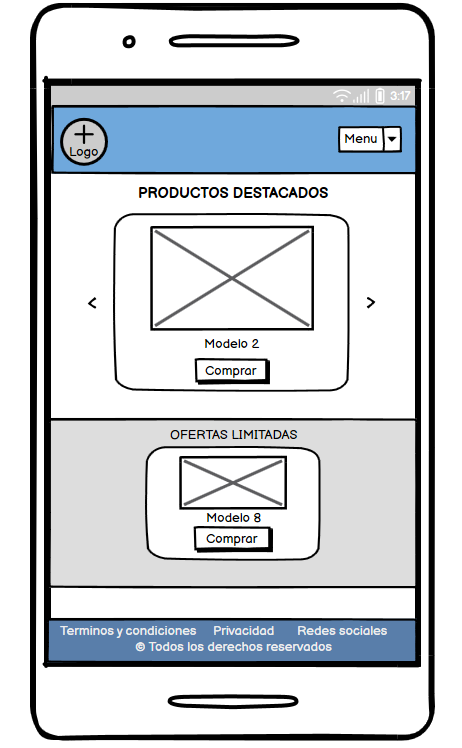 3:17
Logo
Menu
PRODUCTOS DESTACADOS
< >
Modelo 2
Comprar
OFERTAS LIMITADAS
Modelo 8
Comprar
Terminos y condiciones Privacidad Redes sociales
© Todos los derechos reservados